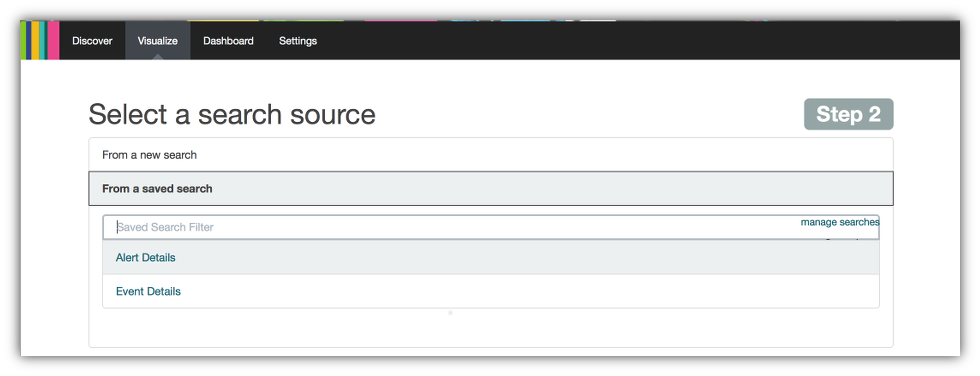 Discover Visualize Dashboard Settings
Select a search source Step 2
From a new search
From a saved search
Saved Search Filter manage searches
Alert Details
Event Details